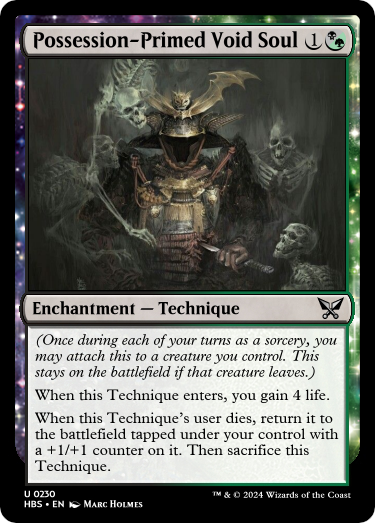 Possession-Primed Void Soul 1
Enchantment — Technique
(Once during each of your turns as a sorcery, you
may attach this to a creature you control. This
stays on the battlefield if that creature leaves.)
When this Technique enters, you gain 4 life.
When this Technique's user dies, return it to
the battlefield tapped under your control with
a +1/+1 counter on it. Then sacrifice this
Technique.
U 0230
HBS • EN Marc Holmes
™ & © 2024 Wizards of the Coast